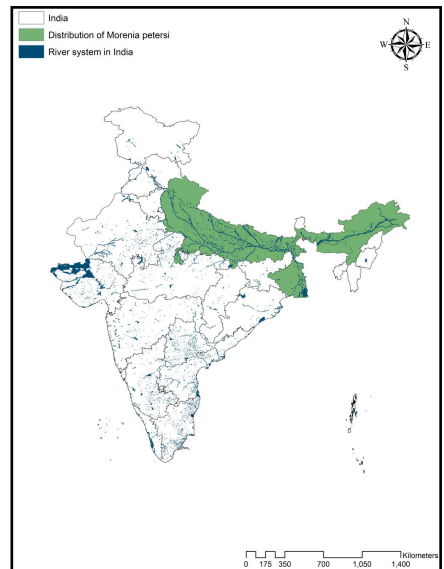 India
Distribution of Morenia petersi
River system in India
N
W E
S
Kilometers
0 175 350 700 1,050 1,400